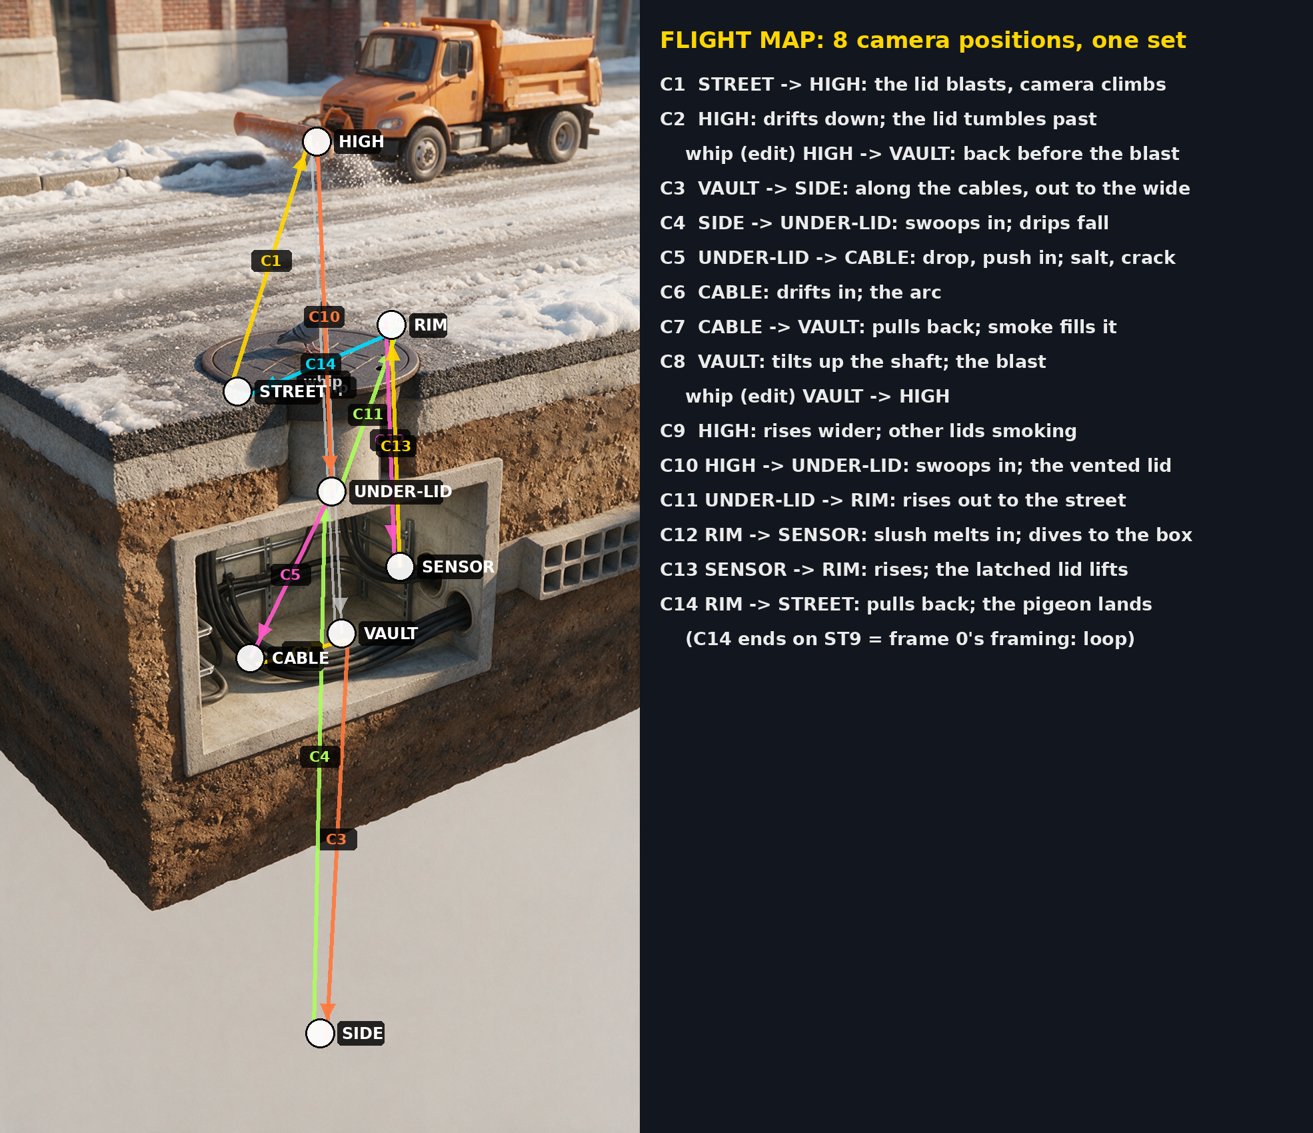 FLIGHT MAP: 8 camera positions, one set
C1 STREET -> HIGH: the lid blasts, camera climbs
C2 HIGH: drifts down; the lid tumbles past
whip (edit) HIGH -> VAULT: back before the blast
C3 VAULT -> SIDE: along the cables, out to the wide
C4 SIDE -> UNDER-LID: swoops in; drips fall
C5 UNDER-LID -> CABLE: drop, push in; salt, crack
C6 CABLE: drifts in; the arc
C7 CABLE -> VAULT: pulls back; smoke fills it
C8 VAULT: tilts up the shaft; the blast
whip (edit) VAULT -> HIGH
C9 HIGH: rises wider; other lids smoking
C10 HIGH -> UNDER-LID: swoops in; the vented lid
C11 UNDER-LID -> RIM: rises out to the street
C12 RIM -> SENSOR: slush melts in; dives to the box
C13 SENSOR -> RIM: rises; the latched lid lifts
C14 RIM -> STREET: pulls back; the pigeon lands
(C14 ends on ST9 = frame 0's framing: loop)
HIGH
C1
C10
RIM
C14
whip
STREET
C11
C13
UNDER-LID
SENSOR
C5
VAULT
CABLE
C4
C3
SIDE